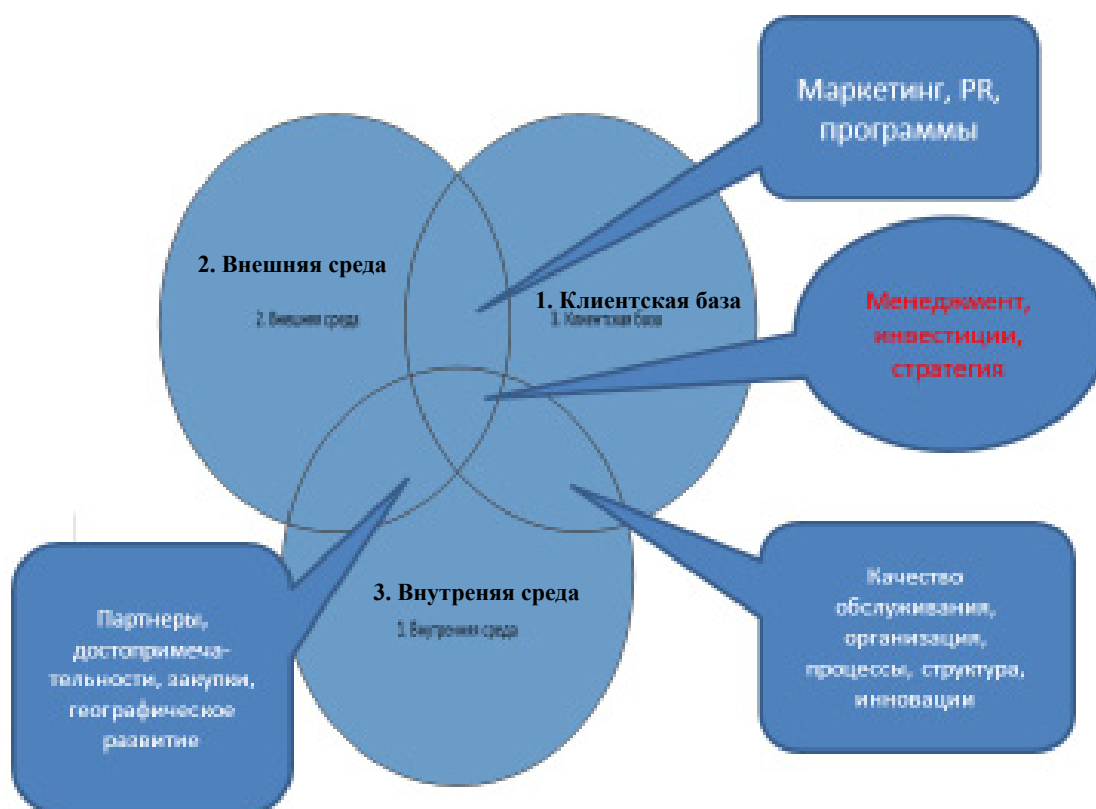 Маркетинг, PR,
программы
2. Внешняя среда
2. Внешняя среда
1. Клиентская база
3. Клиентская база
Менеджмент,
инвестиции,
стратегия
3. Внутреняя среда
1. Внутренняя среда
Партнеры,
достопримеча-
тельности, закупки,
географическое
развитие
Качество
обслуживания,
организация,
процессы, структура,
инновации